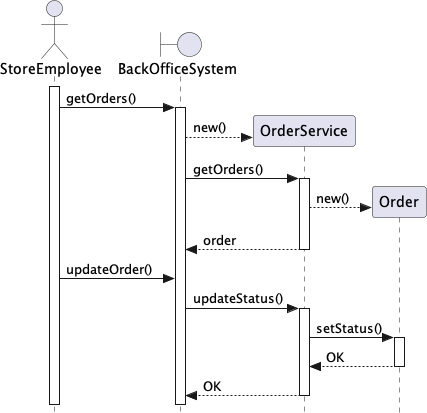 StoreEmployee
BackOfficeSystem
getOrders()
new()
OrderService
getOrders()
new()
Order
order
updateOrder()
updateStatus()
setStatus()
OK
OK